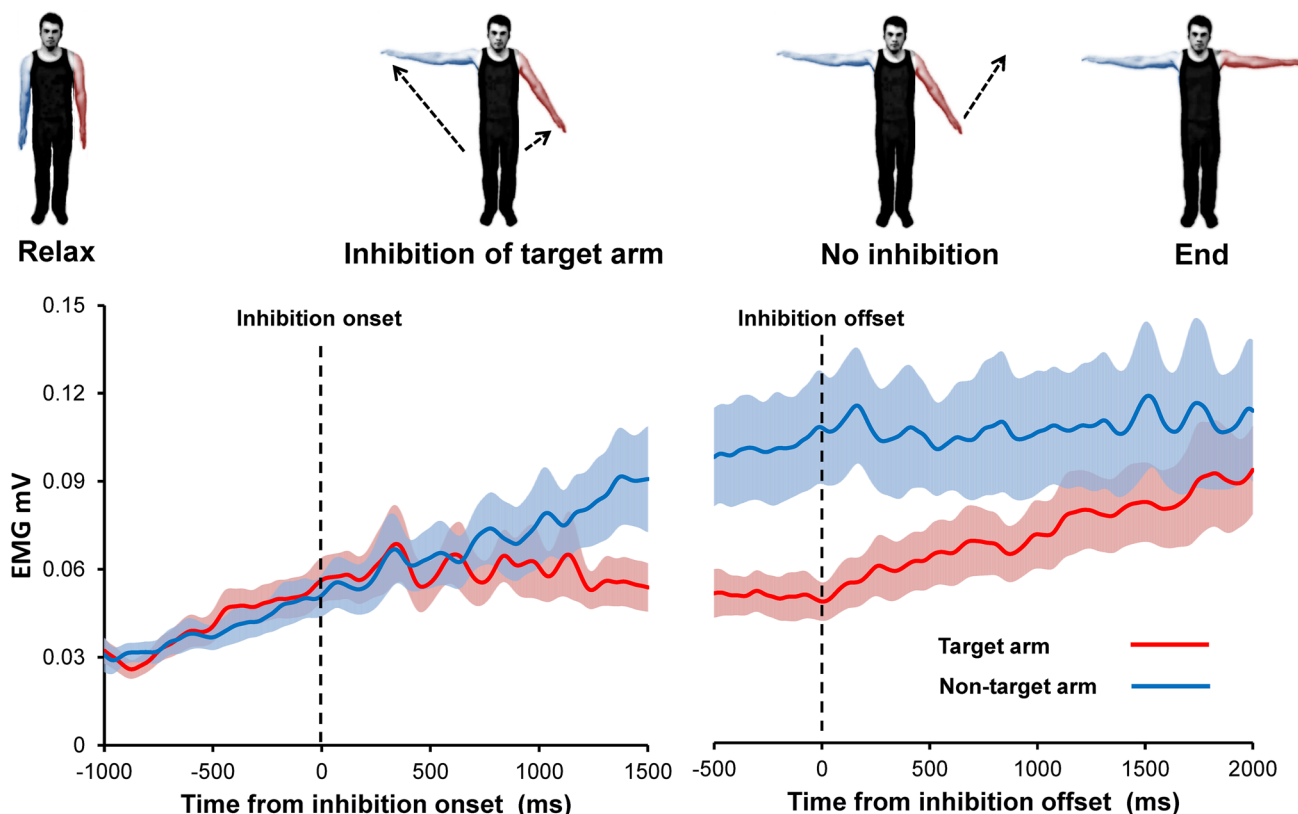 Relax
Inhibition of target arm
No inhibition
End
0.15
0.12
0.09
0.06
0.03
0
EMG mV
Inhibition onset
-1000
-500
0
500
1000
1500
Time from inhibition onset (ms)
Inhibition offset
Target arm
Non-target arm
-500
0
500
1000
1500
2000
Time from inhibition offset (ms)